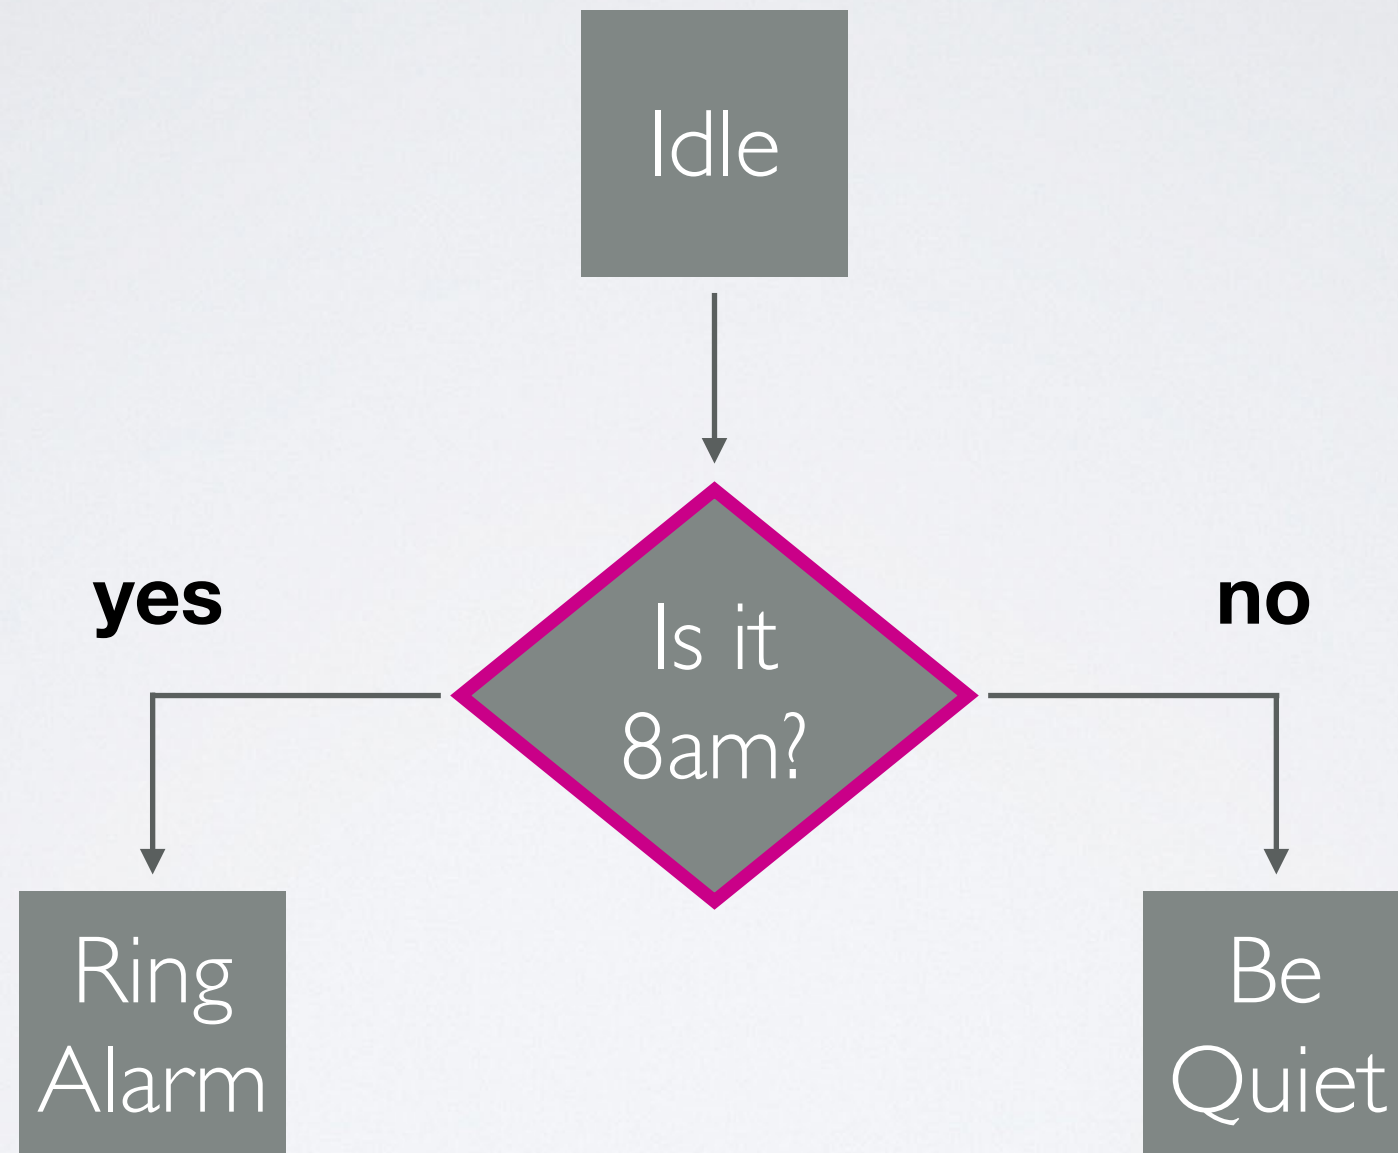 Idle
yes
no
Is it
8am?
Ring
Alarm
Be
Quiet